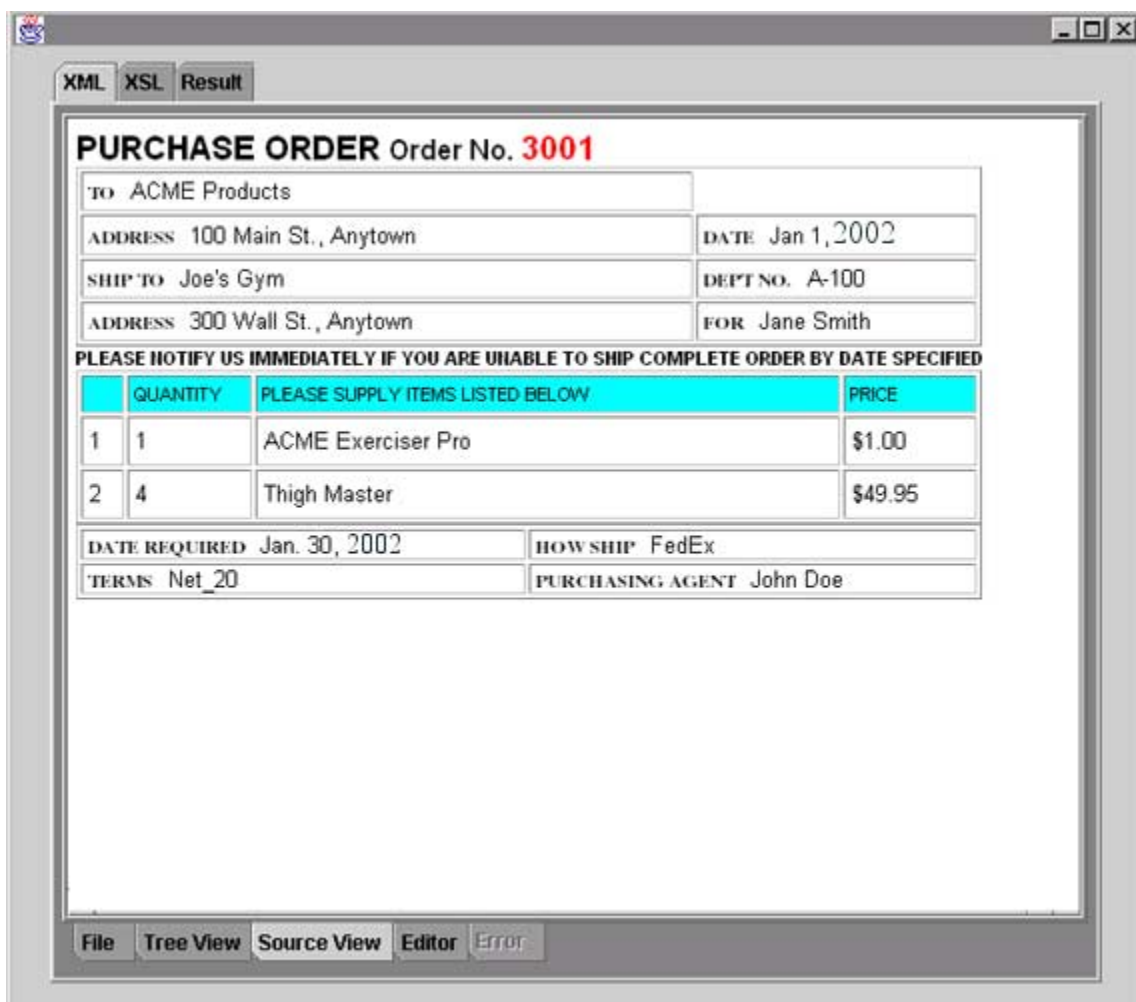 XML XSL Result
PURCHASE ORDER Order No. 3001
TO ACME Products
ADDRESS 100 Main St., Anytown DATE Jan 1, 2002
SHIP TO Joe's Gym DEPT NO. A-100
ADDRESS 300 Wall St., Anytown FOR Jane Smith
PLEASE NOTIFY US IMMEDIATELY IF YOU ARE UNABLE TO SHIP COMPLETE ORDER BY DATE SPECIFIED
QUANTITY PLEASE SUPPLY ITEMS LISTED BELOW PRICE
1 1 ACME Exerciser Pro $1.00
2 4 Thigh Master $49.95
DATE REQUIRED Jan. 30, 2002 HOW SHIP FedEx
TERMS Net_20 PURCHASING AGENT John Doe
File Tree View Source View Editor Error